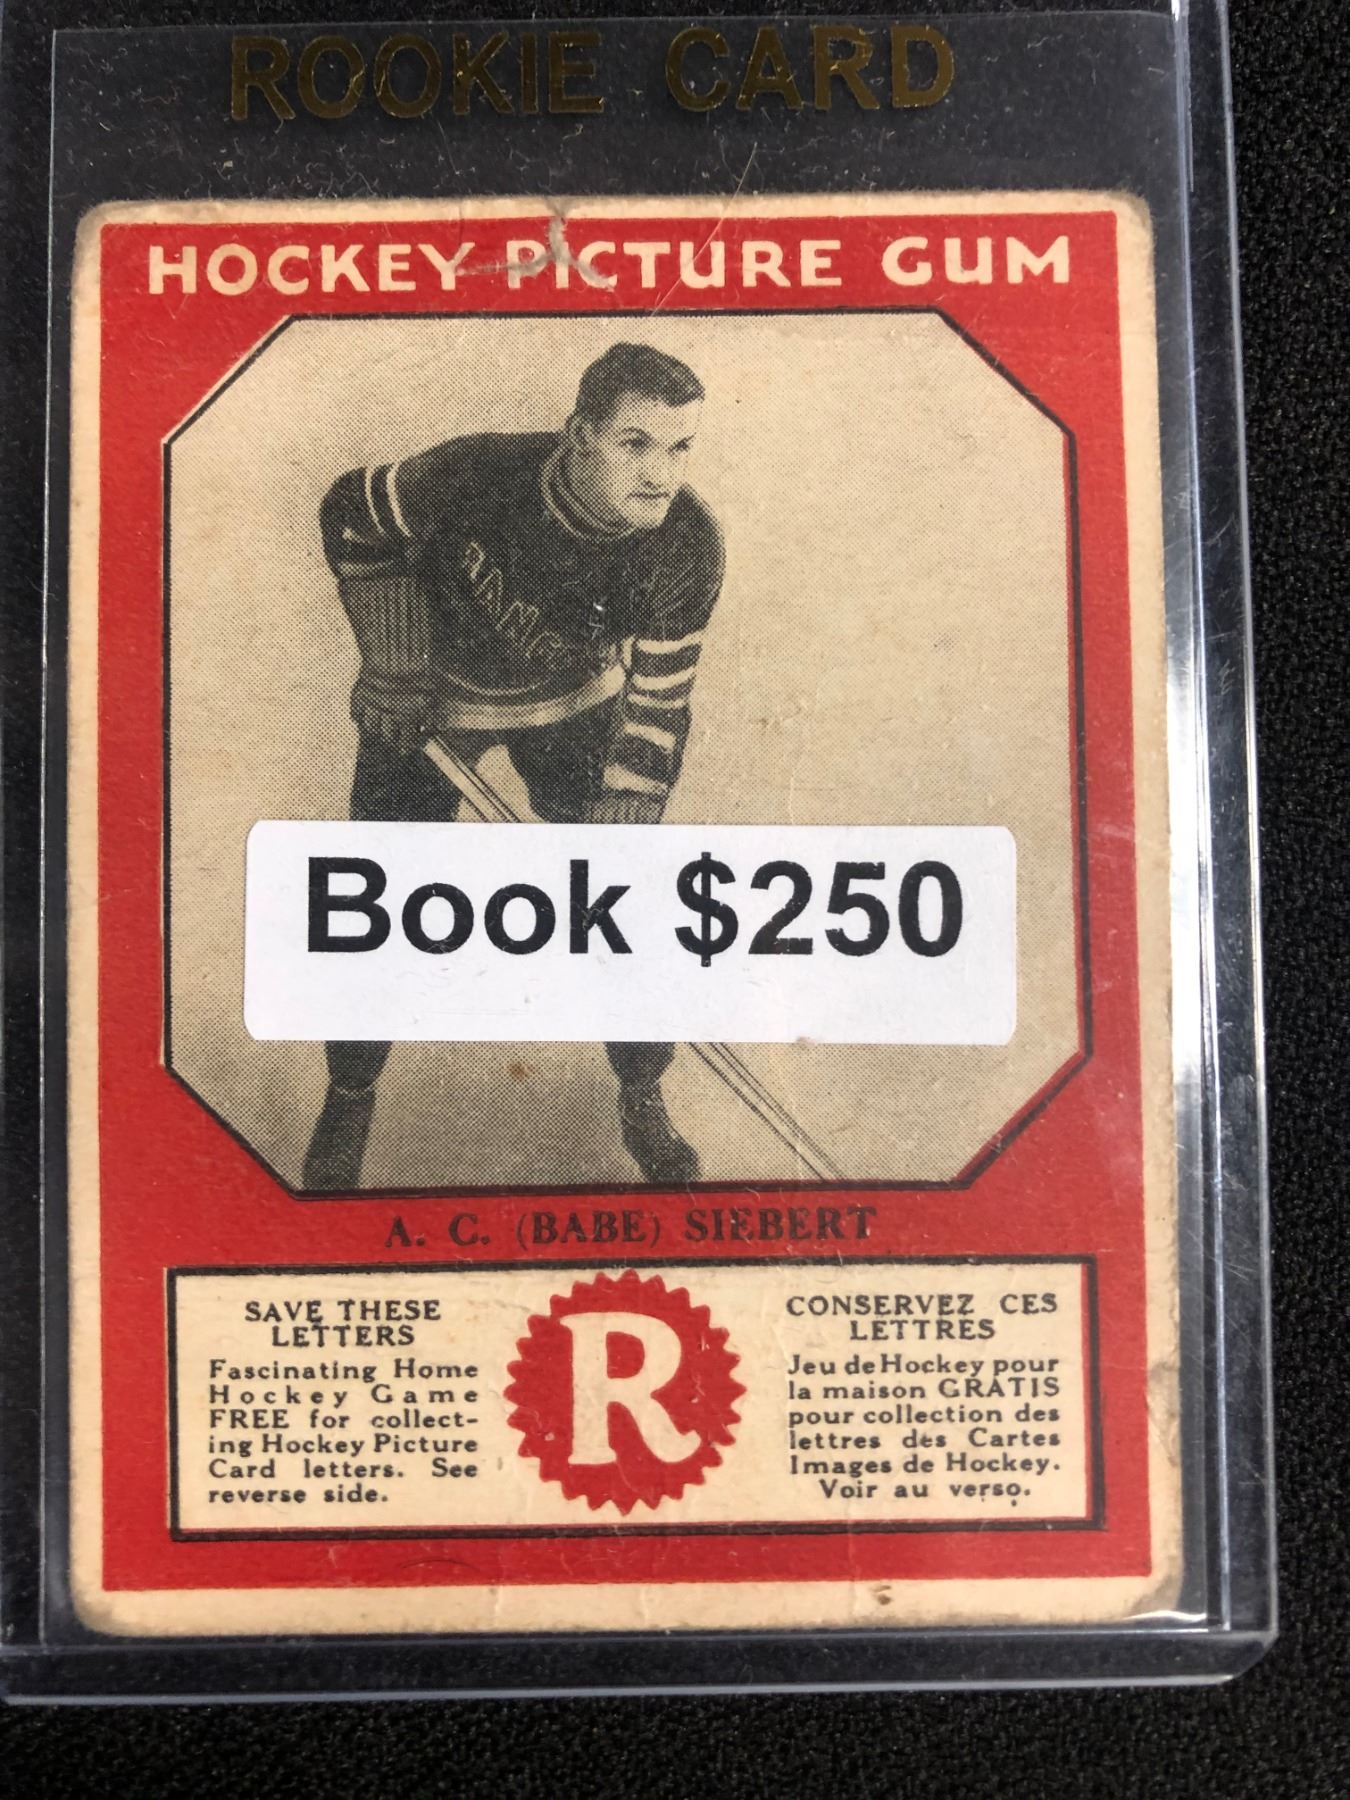 ROOKIE CARD
HOCKEY PICTURE GUM
Book $250
A. C. (BABE) SIEBERT
SAVE THESE
LETTERS
Fascinating Home
Hockey Game
FREE for collect-
ing Hockey Picture
Card letters. See
reverse side.
R
CONSERVEZ CES
LETTRES
Jeu de Hockey pour
la maison GRATIS
pour collection des
lettres des Cartes
Images de Hockey.
Voir au verso.